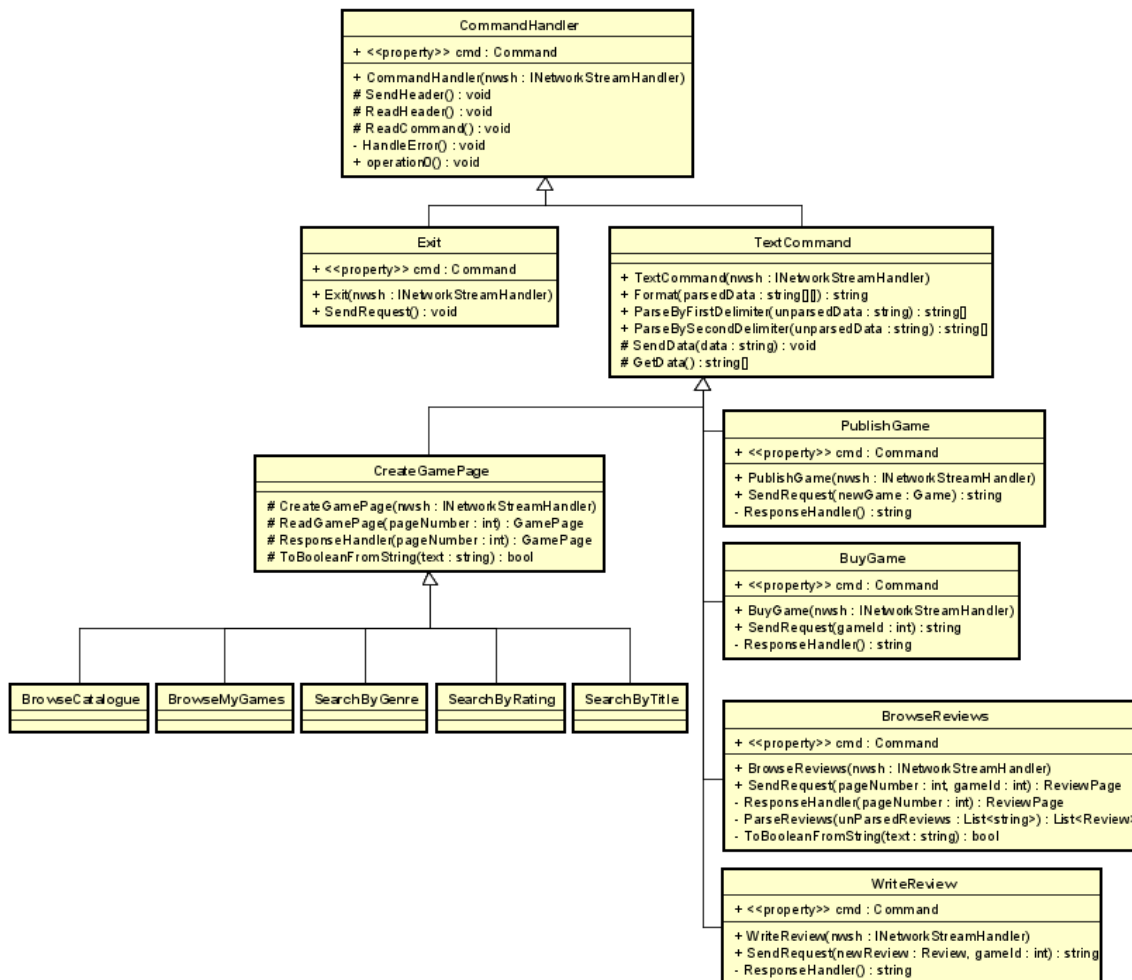 CommandHandler
+ <<property>> cmd : Command
+ CommandHandler(nwsh : INetworkStreamHandler)
# SendHeader() : void
# ReadHeader() : void
# ReadCommand() : void
- HandleError() : void
+ operation0() : void
Exit
+ <<property>> cmd : Command
+ Exit(nwsh : INetworkStreamHandler)
+ SendRequest() : void
TextCommand
+ TextCommand(nwsh : INetworkStreamHandler)
+ Format(parsedData : string[][]) : string
+ ParseByFirstDelimiter(unparsedData : string) : string[]
+ ParseBySecondDelimiter(unparsedData : string) : string[]
# SendData(data : string) : void
# GetData() : string[]
CreateGamePage
# CreateGamePage(nwsh : INetworkStreamHandler)
# ReadGamePage(pageNumber : int) : GamePage
# ResponseHandler(pageNumber : int) : GamePage
# ToBooleanFromString(text : string) : bool
BrowseCatalogue
BrowseMyGames
SearchByGenre
SearchByRating
SearchByTitle
PublishGame
+ <<property>> cmd : Command
+ PublishGame(nwsh : INetworkStreamHandler)
+ SendRequest(newGame : Game) : string
- ResponseHandler() : string
BuyGame
+ <<property>> cmd : Command
+ BuyGame(nwsh : INetworkStreamHandler)
+ SendRequest(gameId : int) : string
- ResponseHandler() : string
BrowseReviews
+ <<property>> cmd : Command
+ BrowseReviews(nwsh : INetworkStreamHandler)
+ SendRequest(pageNumber : int, gameId : int) : ReviewPage
- ResponseHandler(pageNumber : int) : ReviewPage
- ParseReviews(unParsedReviews : List<string>) : List<Review>
- ToBooleanFromString(text : string) : bool
WriteReview
+ <<property>> cmd : Command
+ WriteReview(nwsh : INetworkStreamHandler)
+ SendRequest(newReview : Review, gameId : int) : string
- ResponseHandler() : string